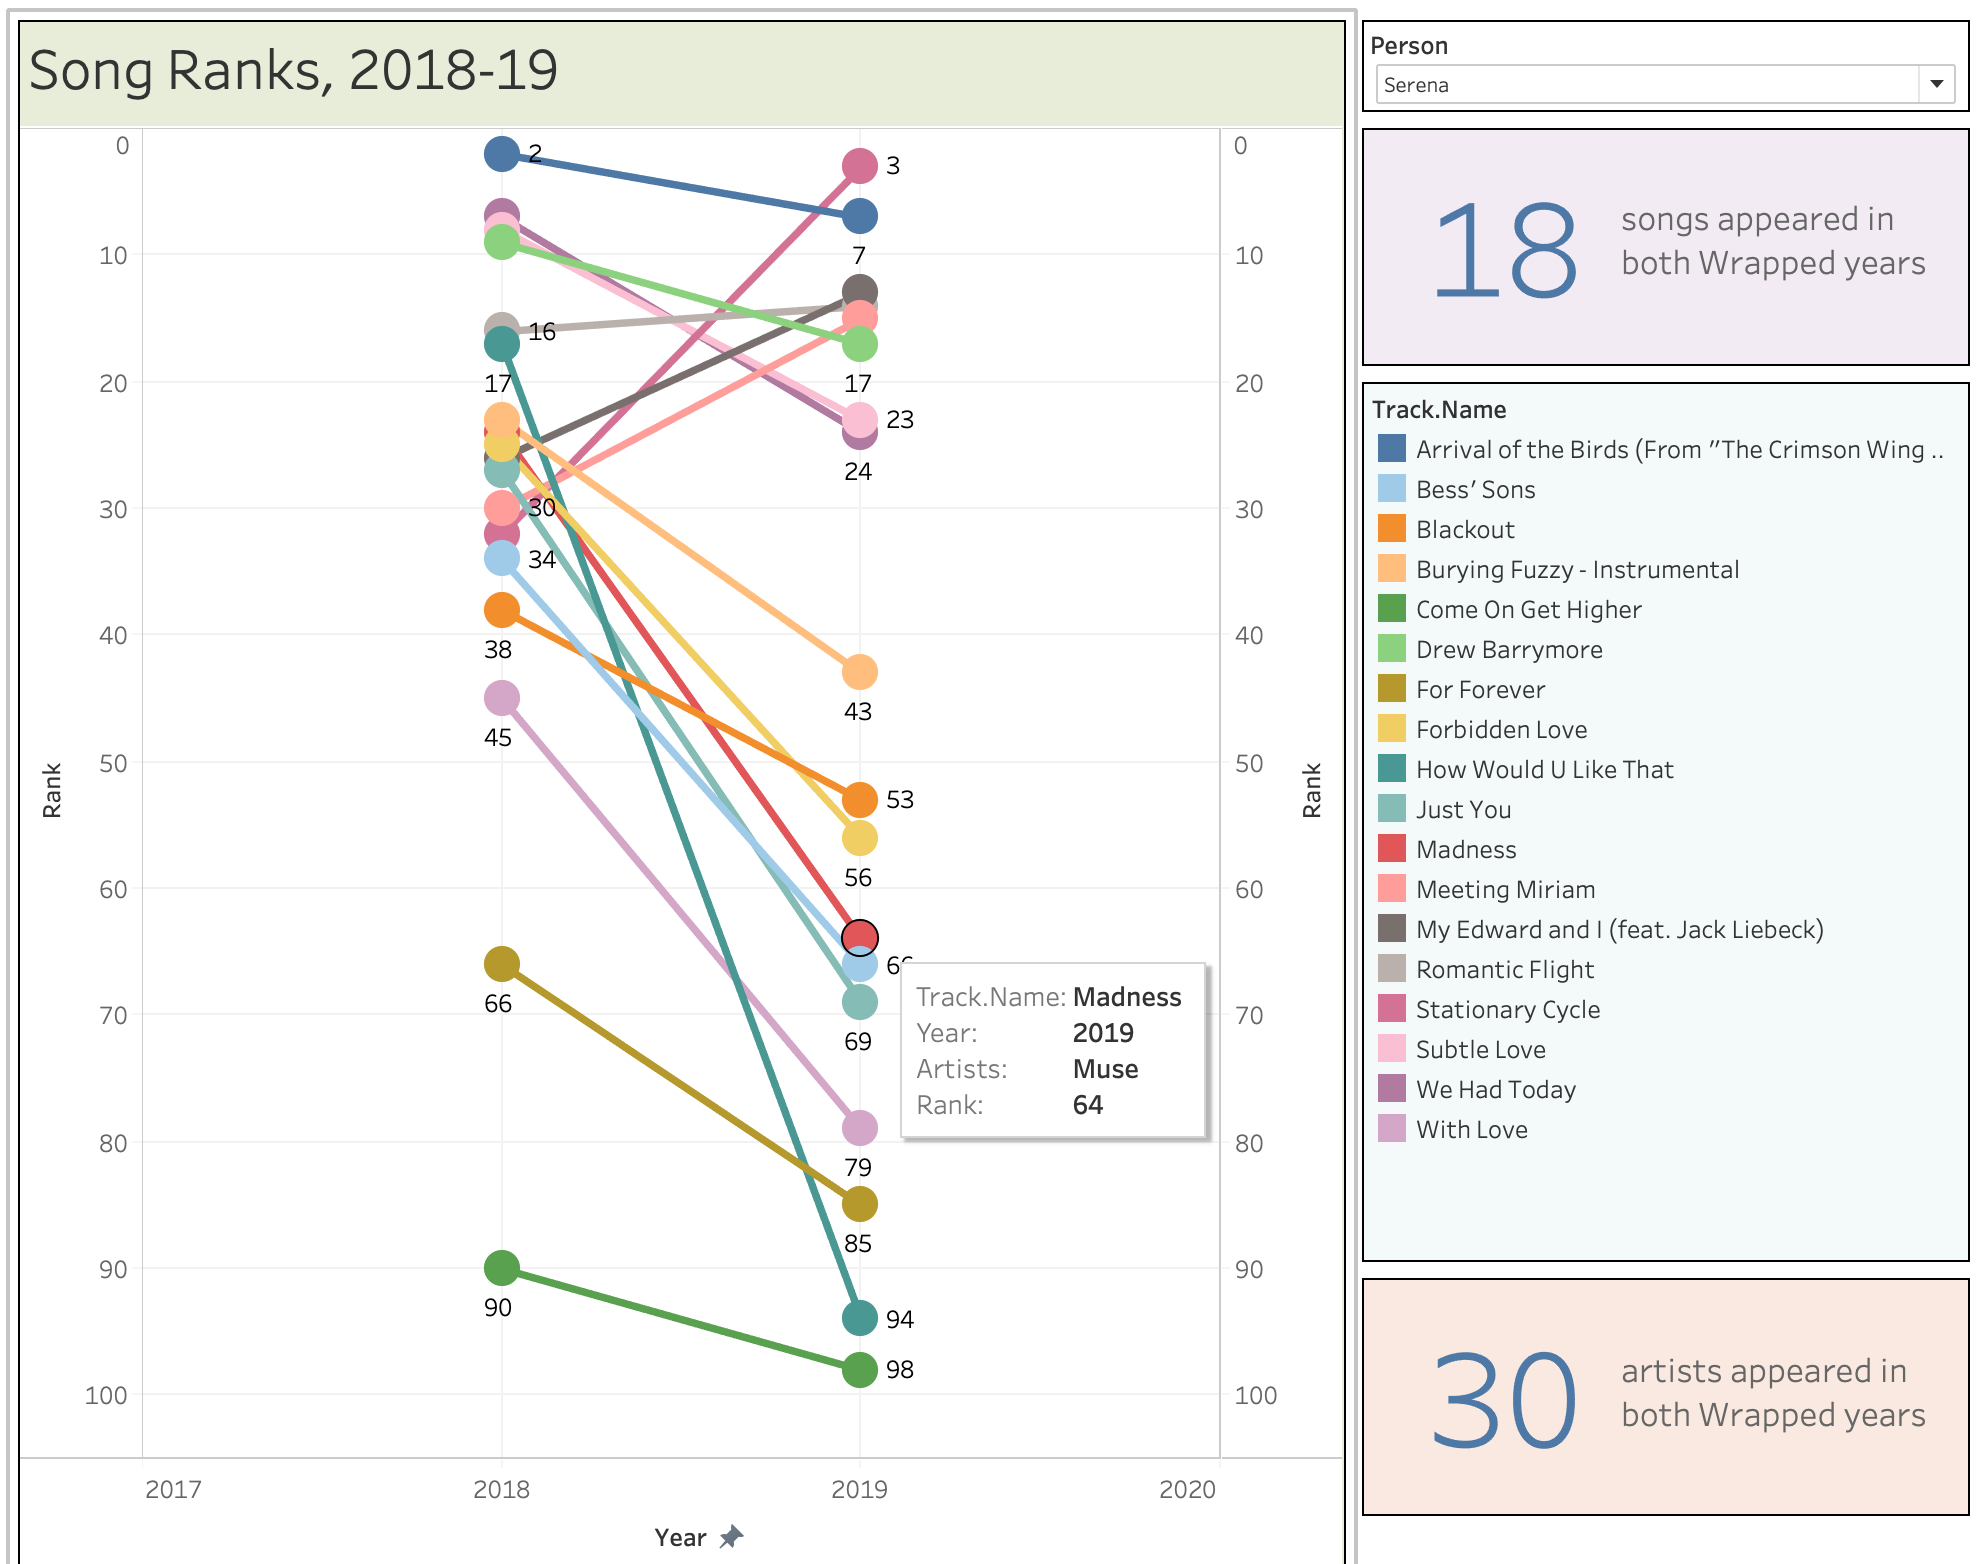 Song Ranks, 2018-19
0
10
20
30
40
50
60
70
80
90
100
Rank
2
16
17
30
34
38
45
66
90
3
7
17
23
24
43
53
56
69
79
85
94
98
Track.Name: Madness
Year: 2019
Artists: Muse
Rank: 64
0
10
20
30
40
50
60
70
80
90
100
Rank
2017 2018 2019 2020
Year
Person
Serena
18
songs appeared in
both Wrapped years
Track.Name
Arrival of the Birds (From "The Crimson Wing ..
Bess' Sons
Blackout
Burying Fuzzy - Instrumental
Come On Get Higher
Drew Barrymore
For Forever
Forbidden Love
How Would U Like That
Just You
Madness
Meeting Miriam
My Edward and I (feat. Jack Liebeck)
Romantic Flight
Stationary Cycle
Subtle Love
We Had Today
With Love
30
artists appeared in
both Wrapped years